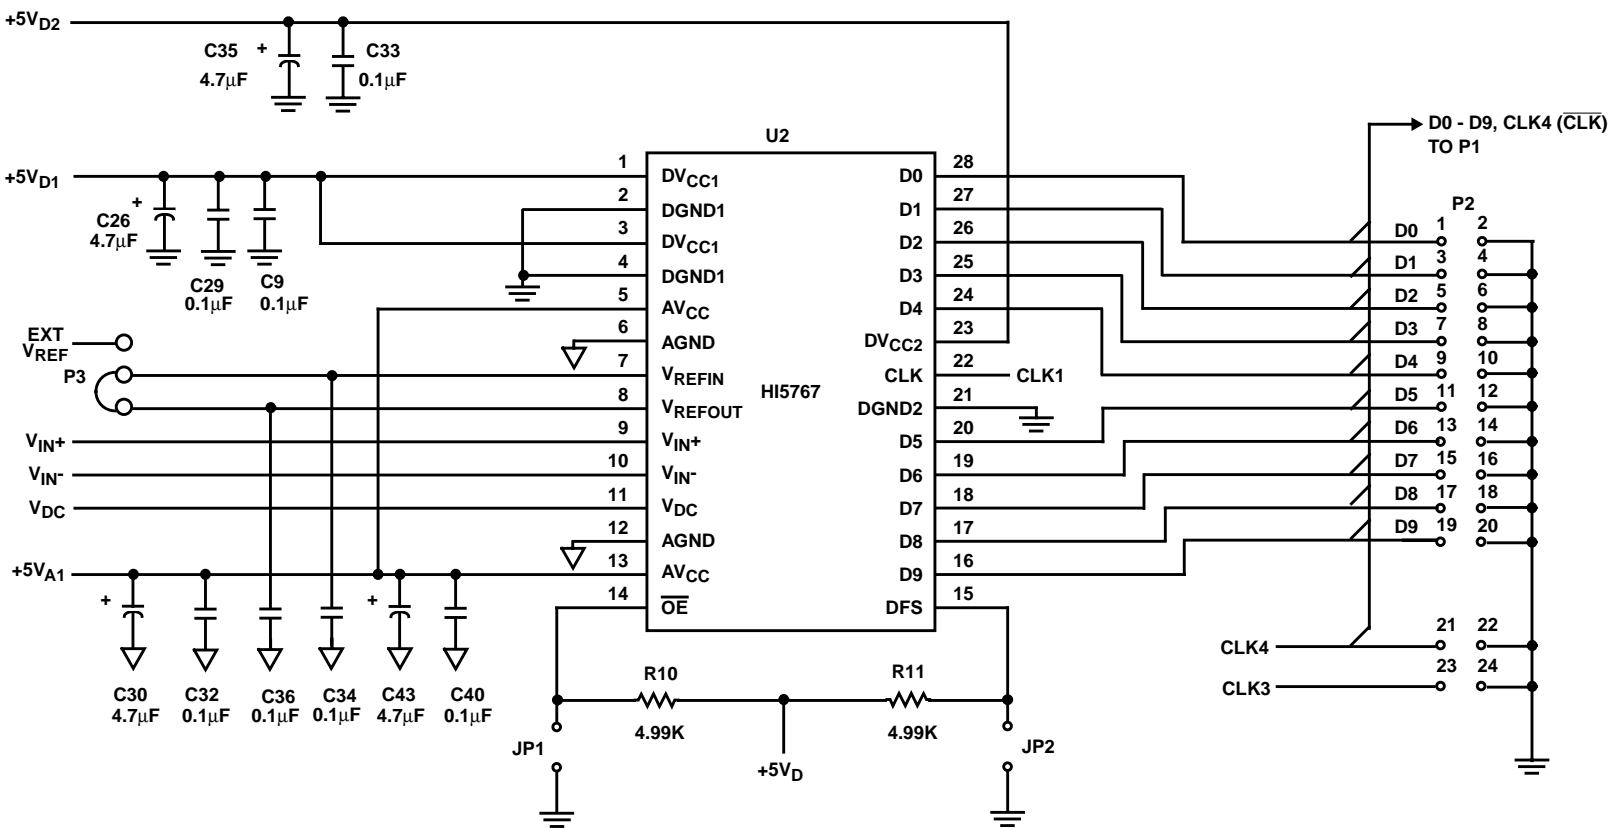 +5VD2
C35 + C33
4.7µF 0.1µF
D0 - D9, CLK4 (CLK)
TO P1
U2
+5VD1
1 DVCC1 D0 28
2 DGND1 D1 27
3 DVCC1 D2 26
4 DGND1 D3 25
5 AVCC D4 24
6 AGND DVCC2 23
7 VREFIN CLK 22 CLK1
8 VREFOUT DGND2 21
9 VIN+ D5 20
10 VIN- D6 19
11 VDC D7 18
12 AGND D8 17
13 AVCC D9 16
14 OE DFS 15
HI5767
+
C26
4.7µF
C29
0.1µF
C9
0.1µF
EXT
VREF
P3
VIN+
VIN-
VDC
+5VA1
+ +
C30 C32 C36 C34 C43 C40
4.7µF 0.1µF 0.1µF 0.1µF 4.7µF 0.1µF
R10 R11
4.99K 4.99K
JP1 JP2
+5VD
P2
D0 1 2
D1 3 4
D2 5 6
D3 7 8
D4 9 10
D5 11 12
D6 13 14
D7 15 16
D8 17 18
D9 19 20
CLK4 21 22
CLK3 23 24